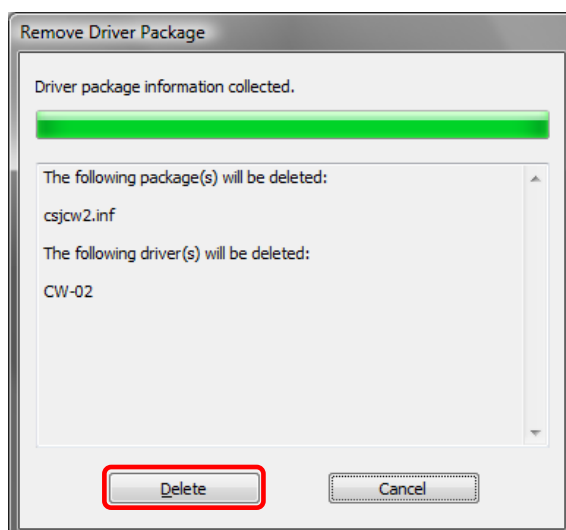 Remove Driver Package
Driver package information collected.
The following package(s) will be deleted:
csjcw2.inf
The following driver(s) will be deleted:
CW-02
Delete
Cancel